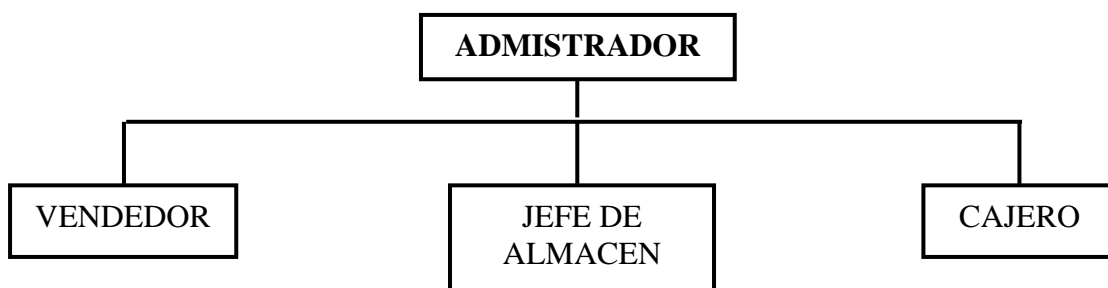 ADMISTRADOR
VENDEDOR
JEFE DE
ALMACEN
CAJERO